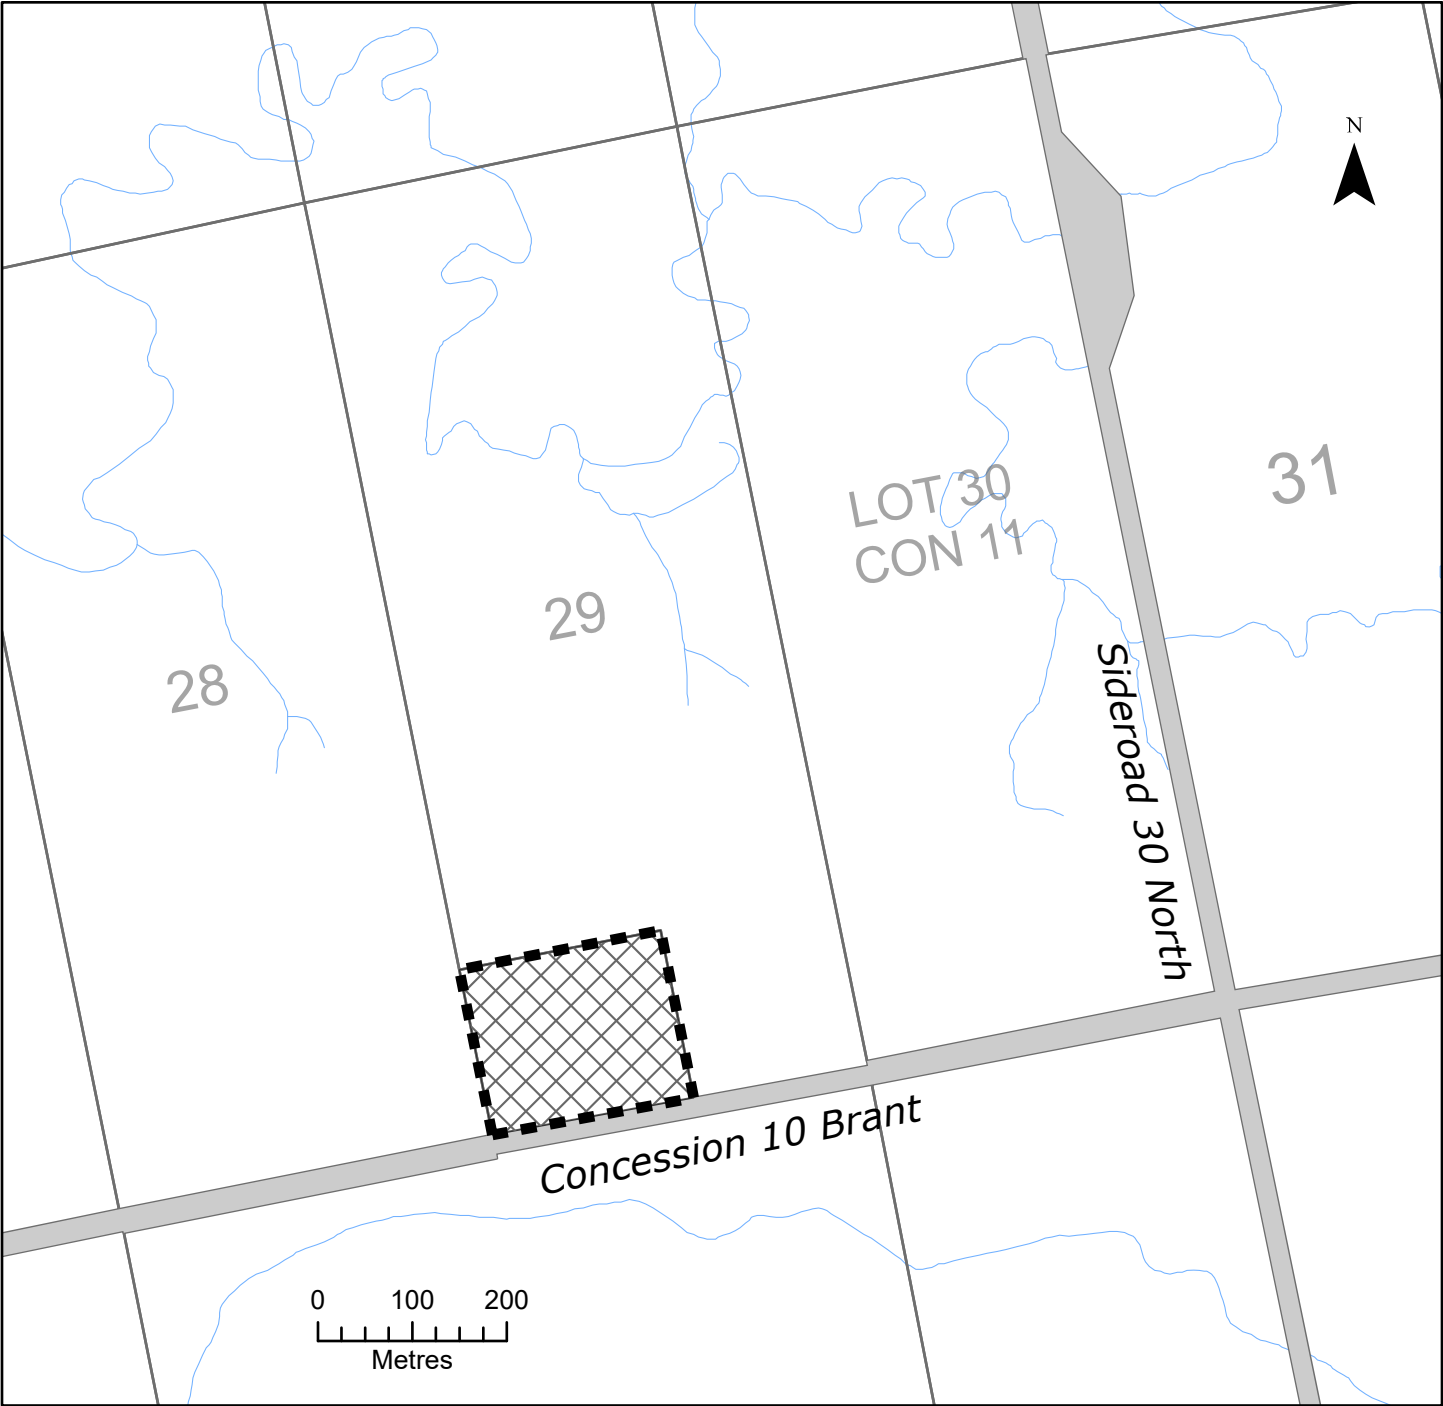 N
31
LOT 30
CON 11
29
28
Sideroad 30 North
Concession 10 Brant
0 100 200
Metres